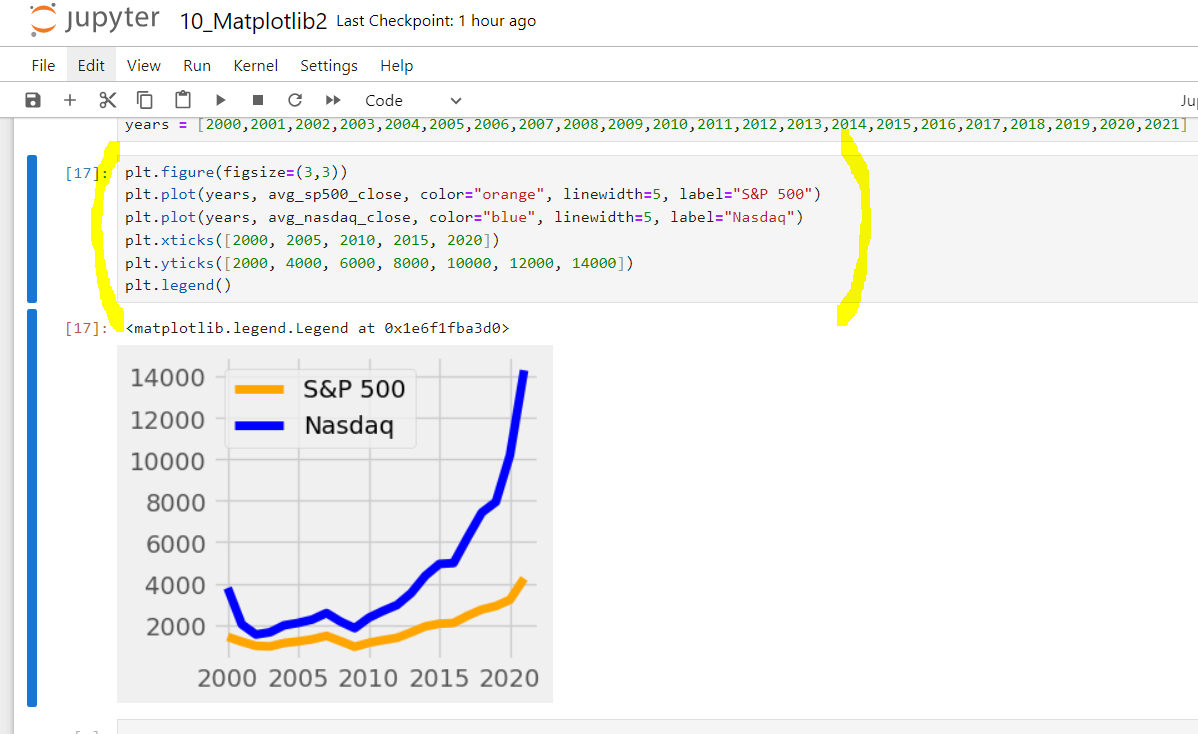 jupyter 10_Matplotlib2 Last Checkpoint: 1 hour ago
File Edit View Run Kernel Settings Help
Code
years = [2000,2001,2002,2003,2004,2005,2006,2007,2008,2009,2010,2011,2012,2013,2014,2015,2016,2017,2018,2019,2020,2021]
[17]: plt.figure(figsize=(3,3))
plt.plot(years, avg_sp500_close, color="orange", linewidth=5, label="S&P 500")
plt.plot(years, avg_nasdaq_close, color="blue", linewidth=5, label="Nasdaq")
plt.xticks([2000, 2005, 2010, 2015, 2020])
plt.yticks([2000, 4000, 6000, 8000, 10000, 12000, 14000])
plt.legend()
[17]: <matplotlib.legend.Legend at 0x1e6f1fba3d0>
14000
S&P 500
12000
Nasdaq
10000
8000
6000
4000
2000
2000 2005 2010 2015 2020